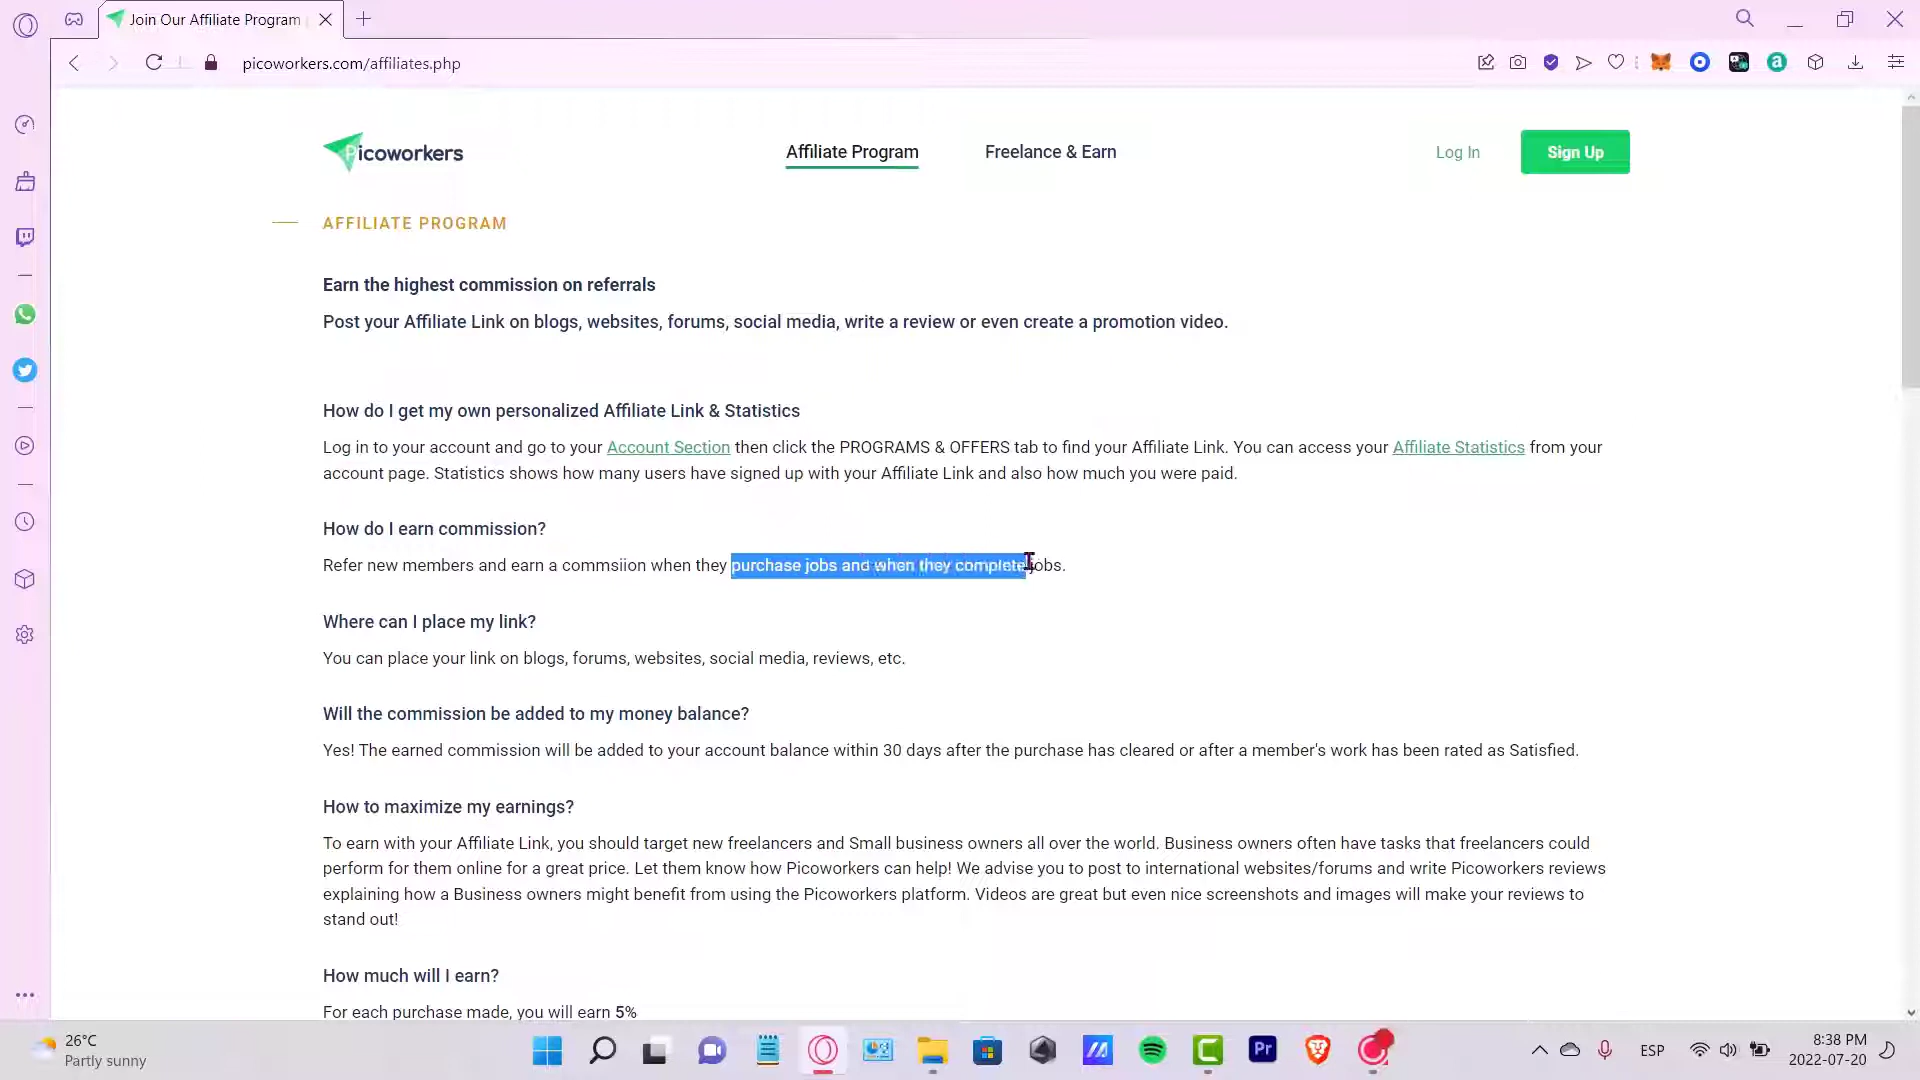 Join Our Affiliate Program
picoworkers.com/affiliates.php
Picoworkers
Affiliate Program
Freelance & Earn
Log In
Sign Up
AFFILIATE PROGRAM
Earn the highest commission on referrals
Post your Affiliate Link on blogs, websites, forums, social media, write a review or even create a promotion video.
How do I get my own personalized Affiliate Link & Statistics
Log in to your account and go to your Account Section then click the PROGRAMS & OFFERS tab to find your Affiliate Link. You can access your Affiliate Statistics from your
account page. Statistics shows how many users have signed up with your Affiliate Link and also how much you were paid.
How do I earn commission?
Refer new members and earn a commsiion when they purchase jobs and when they complete jobs.
Where can I place my link?
You can place your link on blogs, forums, websites, social media, reviews, etc.
Will the commission be added to my money balance?
Yes! The earned commission will be added to your account balance within 30 days after the purchase has cleared or after a member's work has been rated as Satisfied.
How to maximize my earnings?
To earn with your Affiliate Link, you should target new freelancers and Small business owners all over the world. Business owners often have tasks that freelancers could
perform for them online for a great price. Let them know how Picoworkers can help! We advise you to post to international websites/forums and write Picoworkers reviews
explaining how a Business owners might benefit from using the Picoworkers platform. Videos are great but even nice screenshots and images will make your reviews to
stand out!
How much will I earn?
For each purchase made, you will earn 5%
26°C
Partly sunny
Pr
ESP
8:38 PM
2022-07-20